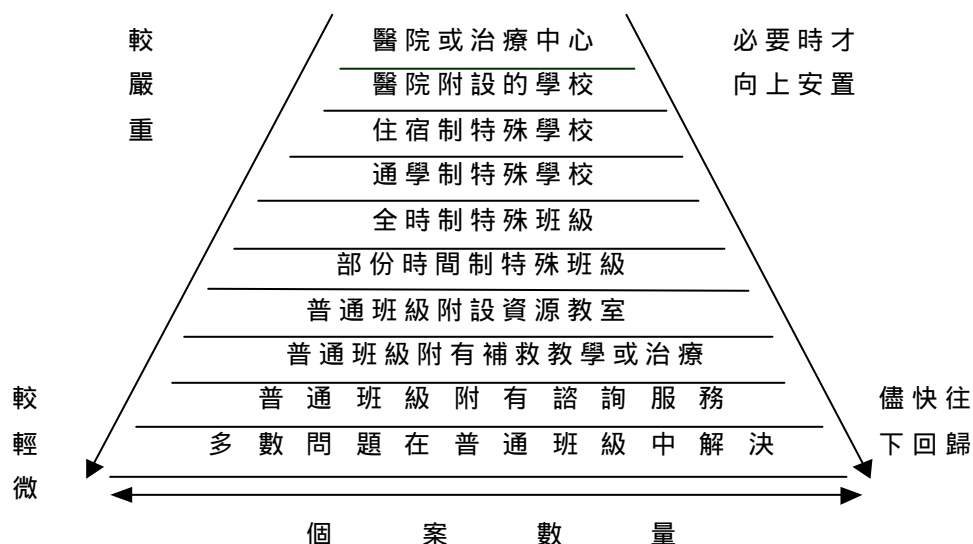 較嚴重
醫院或治療中心
必要時才
向上安置
醫院附設的學校
住宿制特殊學校
通學制特殊學校
全時制特殊班級
部份時間制特殊班級
普通班級附設資源教室
普通班級附有補救教學或治療
較輕微
普通班級附有諮詢服務
儘快往
下回歸
多數問題在普通班級中解決
個案數量